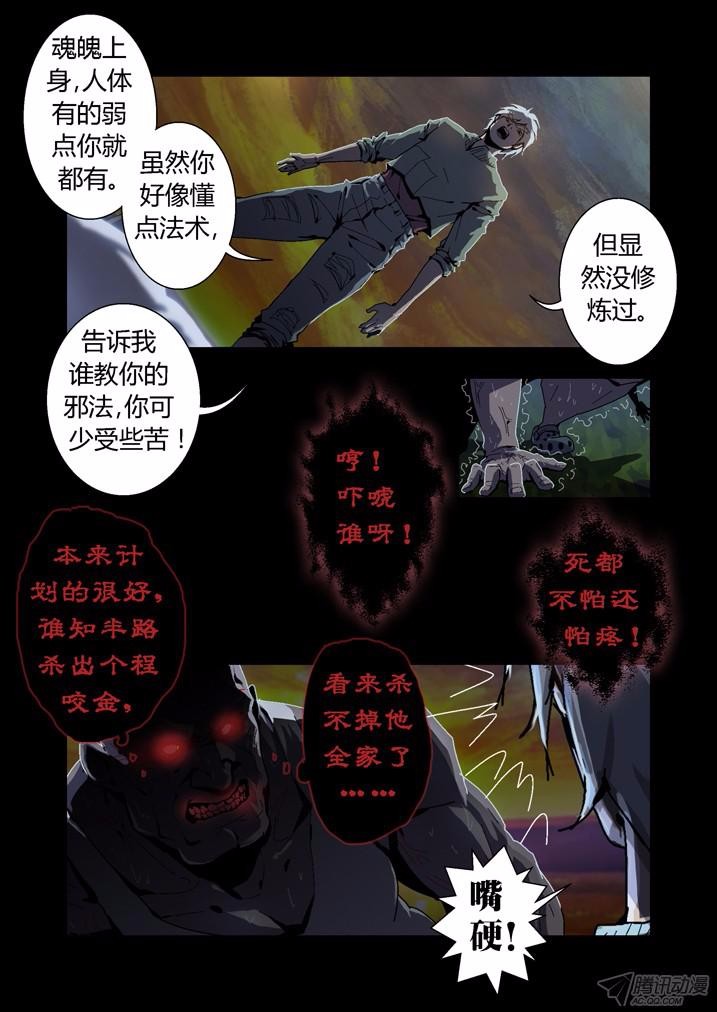 魂魄上
身，人体
有的弱
点你就
都有。
虽然你
好像懂
点法术，
但显
然没修
炼过。
告诉我
谁教你的
邪法，你可
少受些苦！
哼！
吓唬
谁呀！
死都
不怕还
怕疼！
本来计
划的很好，
谁知半路
杀出个程
咬金，
看来杀
不掉他
全家了
……
嘴
硬！
腾讯动漫